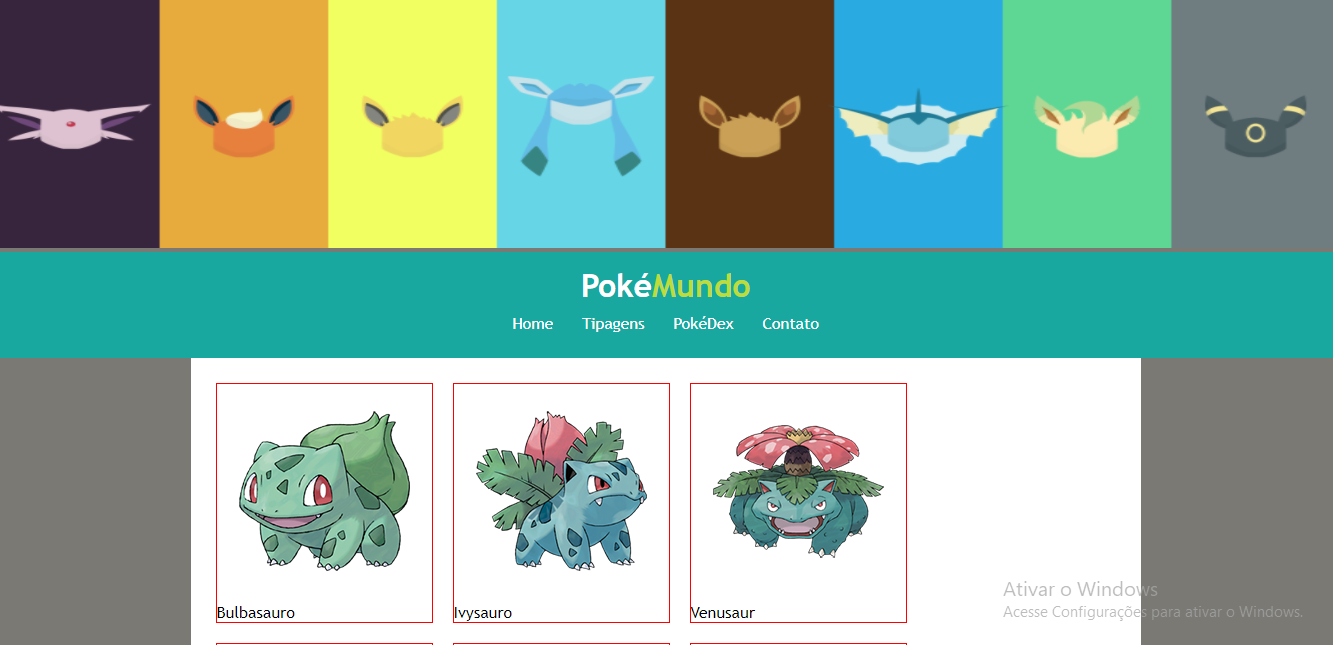 PokéMundo
Home Tipagens PokéDex Contato
Bulbasauro Ivysauro Venusaur
Ativar o Windows
Acesse Configurações para ativar o Windows.